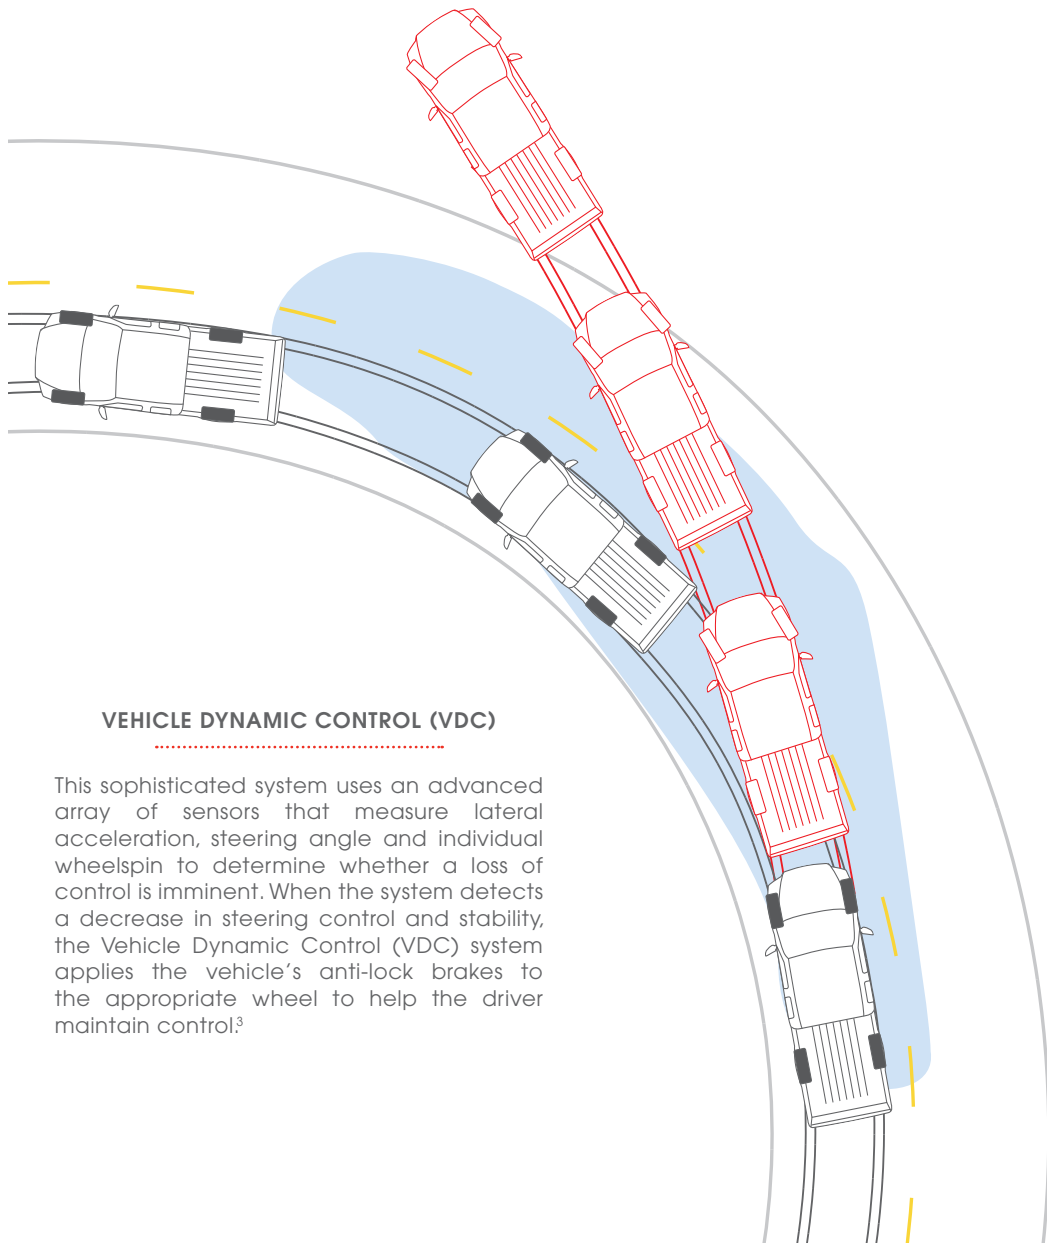 VEHICLE DYNAMIC CONTROL (VDC)
This sophisticated system uses an advanced
array of sensors that measure lateral
acceleration, steering angle and individual
wheelspin to determine whether a loss of
control is imminent. When the system detects
a decrease in steering control and stability,
the Vehicle Dynamic Control (VDC) system
applies the vehicle's anti-lock brakes to
the appropriate wheel to help the driver
maintain control.³